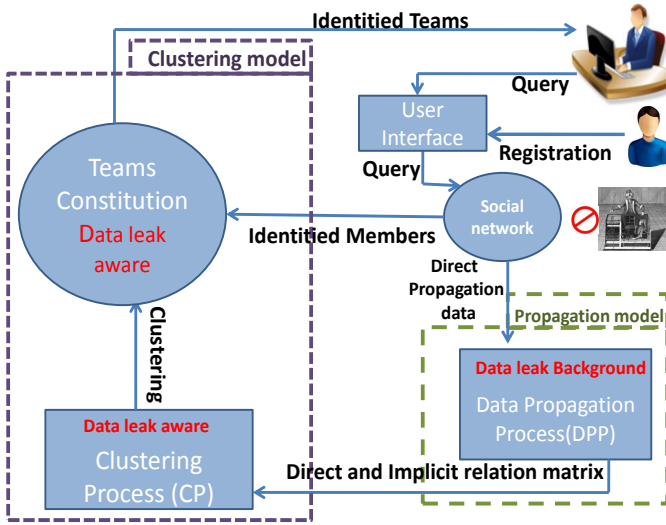 Identitied Teams
Clustering model
Query
User
Interface
Registration
Query
Teams
Constitution
Data leak
aware
Social
network
Identitied Members
Direct
Propagation
data
Propagation model
Clustering
Data leak Background
Data Propagation
Process(DPP)
Data leak aware
Clustering
Process (CP)
Direct and Implicit relation matrix